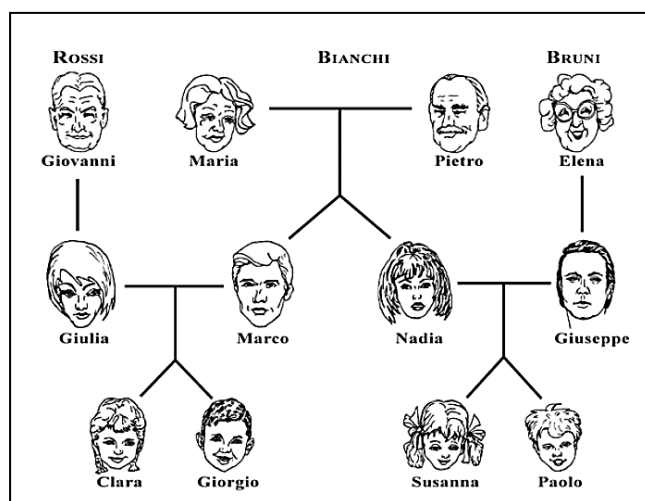 ROSSI BIANCHI BRUNI
Giovanni Maria Pietro Elena
Giulia Marco Nadia Giuseppe
Clara Giorgio Susanna Paolo